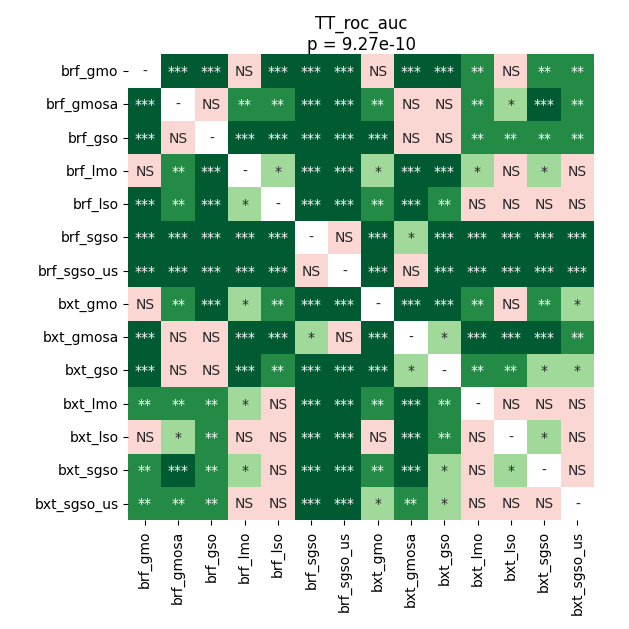 TT_roc_auc
p = 9.27e-10
brf_gmo - *** *** NS *** *** *** NS *** *** ** NS ** **
brf_gmosa *** - NS ** ** *** *** ** NS NS ** * *** **
brf_gso *** NS - *** *** *** *** *** NS NS ** ** ** **
brf_lmo NS ** *** - * *** *** * *** *** * NS * NS
brf_lso *** ** *** * - *** *** ** *** ** NS NS NS NS
brf_sgso *** *** *** *** *** - NS *** * *** *** *** *** ***
brf_sgso_us *** *** *** *** *** NS - *** NS *** *** *** *** ***
bxt_gmo NS ** *** * ** *** *** - *** *** ** NS ** *
bxt_gmosa *** NS NS *** *** * NS *** - * *** *** *** **
bxt_gso *** NS NS *** ** *** *** *** * - ** ** * *
bxt_lmo ** ** ** * NS *** *** ** *** ** - NS NS NS
bxt_lso NS * ** NS NS *** *** NS *** ** NS - * NS
bxt_sgso ** *** ** * NS *** *** ** *** * NS * - NS
bxt_sgso_us ** ** ** NS NS *** *** * ** * NS NS NS -
brf_gmo brf_gmosa brf_gso brf_lmo brf_lso brf_sgso brf_sgso_us bxt_gmo bxt_gmosa bxt_gso bxt_lmo bxt_lso bxt_sgso bxt_sgso_us